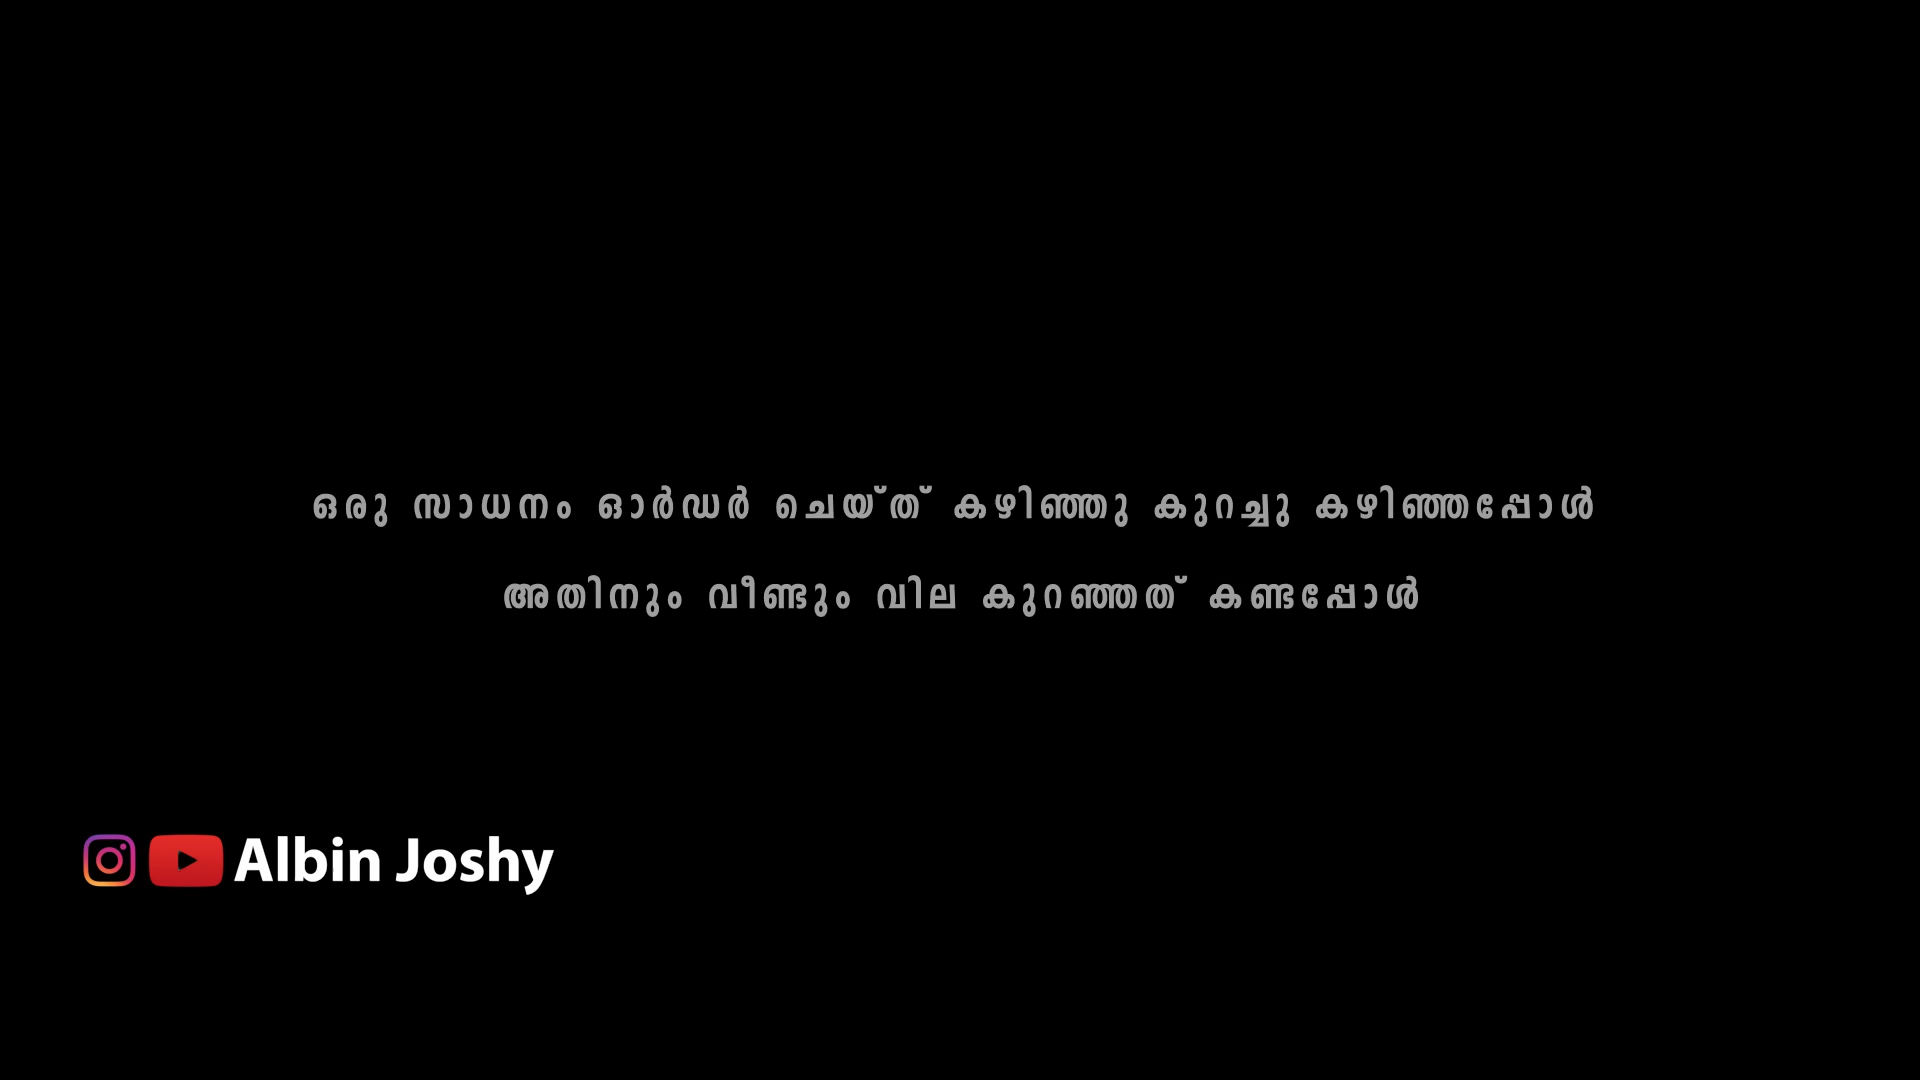 ഒരു സാധനം ഓർഡർ ചെയ്ത് കഴിഞ്ഞു കുറച്ചു കഴിഞ്ഞപ്പോൾ
അതിനും വീണ്ടും വില കുറഞ്ഞത് കണ്ടപ്പോൾ
Albin Joshy